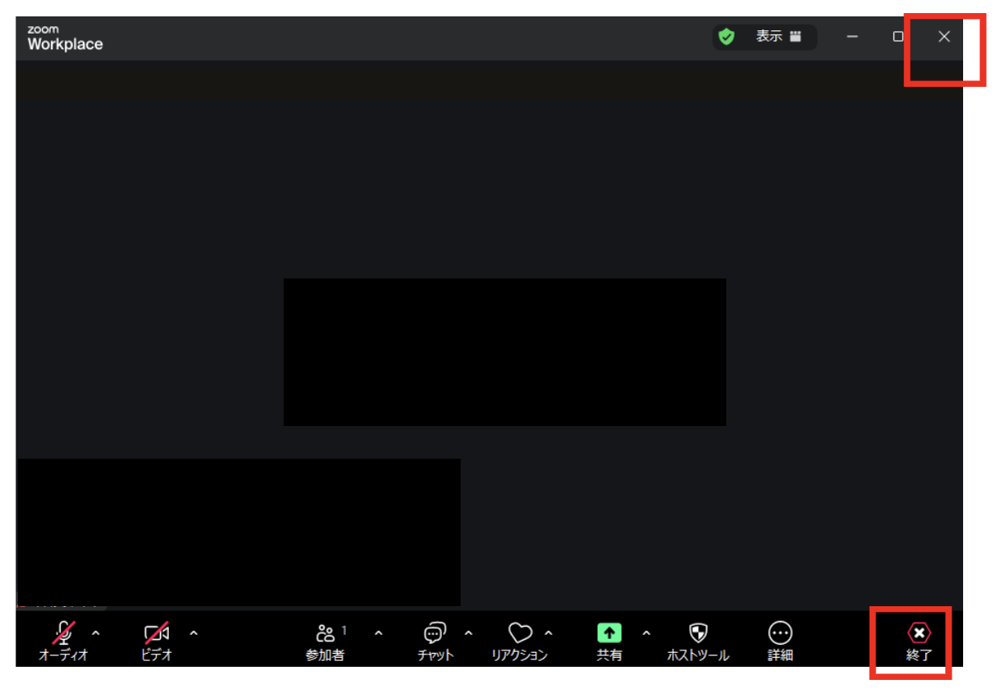 zoom
Workplace
表示
オーディオ
ビデオ
参加者 1
チャット
リアクション
共有
ホストツール
詳細
終了